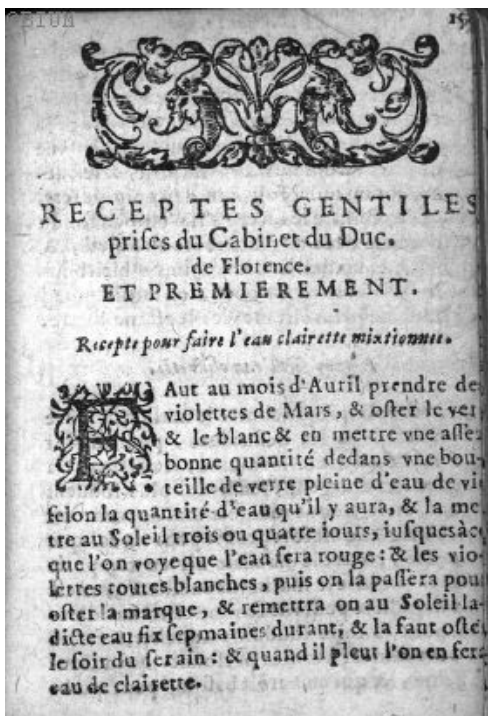 BIUM
15
RECEPTES GENTILES
prises du Cabinet du Duc.
de Florence.
ET PREMIEREMENT.
Recepte pour faire l'eau clairette mixtionnee.
FAut au mois d'Auril prendre de
violettes de Mars, & oster le ver
& le blanc & en mettre vne asse
bonne quantité dedans vne bou-
teille de verre pleine d'eau de vi
selon la quantité d'eau qu'il y aura, & la me
tre au Soleil trois ou quatre iours, iusques à c
que l'on voye que l'eau sera rouge: & les vio-
lettes toutes blanches, puis on la passera pou
oster la marque, & remettra on au Soleil la-
dicte eau six sepmaines durant, & la faut oste
le soir du serain: & quand il pleut l'on en fera
eau de clairette.